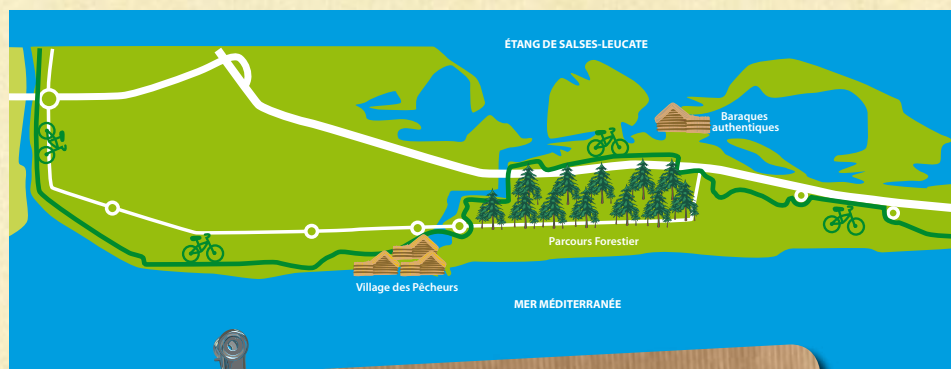 ÉTANG DE SALSES-LEUCATE
Baraques
authentiques
Parcours Forestier
Village des Pêcheurs
MER MÉDITERRANÉE